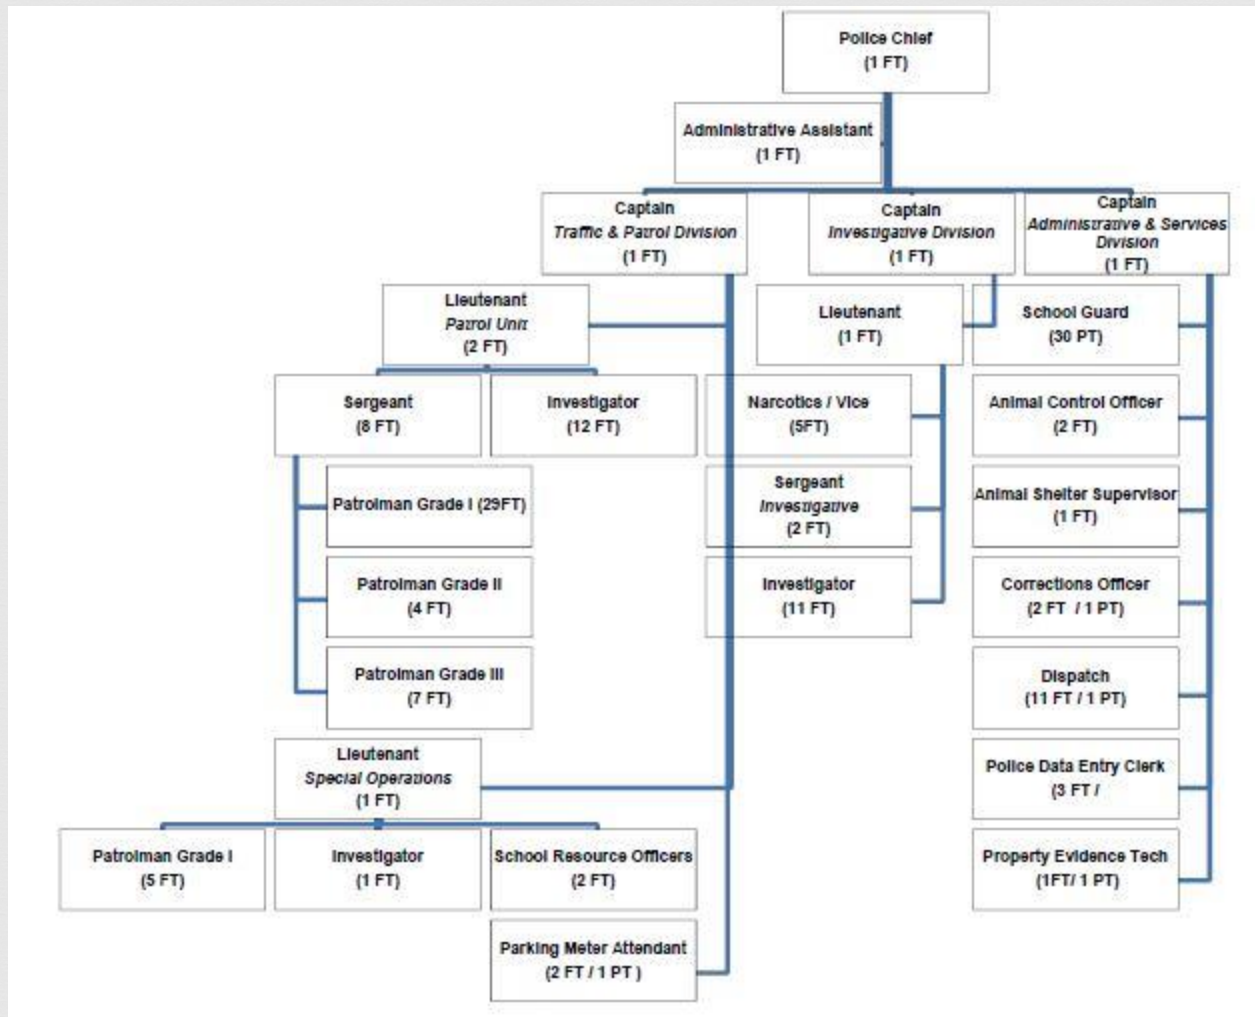 Police Chief
(1 FT)
Administrative Assistant
(1 FT)
Captain
Traffic & Patrol Division
(1 FT)
Captain
Investigative Division
(1 FT)
Captain
Administrative & Services
Division
(1 FT)
Lieutenant
Patrol Unit
(2 FT)
Lieutenant
(1 FT)
School Guard
(30 PT)
Sergeant
(8 FT)
Investigator
(12 FT)
Narcotics / Vice
(5FT)
Animal Control Officer
(2 FT)
Patrolman Grade I (29FT)
Sergeant
Investigative
(2 FT)
Animal Shelter Supervisor
(1 FT)
Patrolman Grade II
(4 FT)
Investigator
(11 FT)
Corrections Officer
(2 FT / 1 PT)
Patrolman Grade III
(7 FT)
Dispatch
(11 FT / 1 PT)
Lieutenant
Special Operations
(1 FT)
Police Data Entry Clerk
(3 FT /
Patrolman Grade I
(5 FT)
Investigator
(1 FT)
School Resource Officers
(2 FT)
Property Evidence Tech
(1FT/ 1 PT)
Parking Meter Attendant
(2 FT / 1 PT )